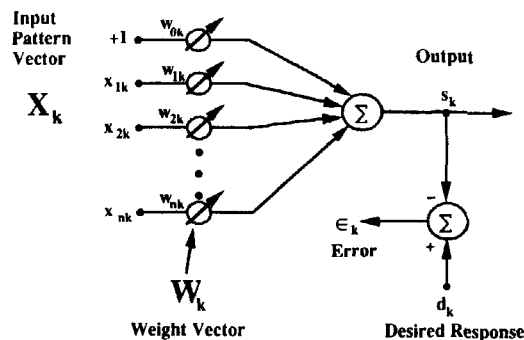 Input
Pattern
Vector
X_k
+1
w_0k
x_1k
w_1k
x_2k
w_2k
x_nk
w_nk
W_k
Weight Vector
Σ
Output
s_k
−
Σ
+
∈_k
Error
d_k
Desired Response